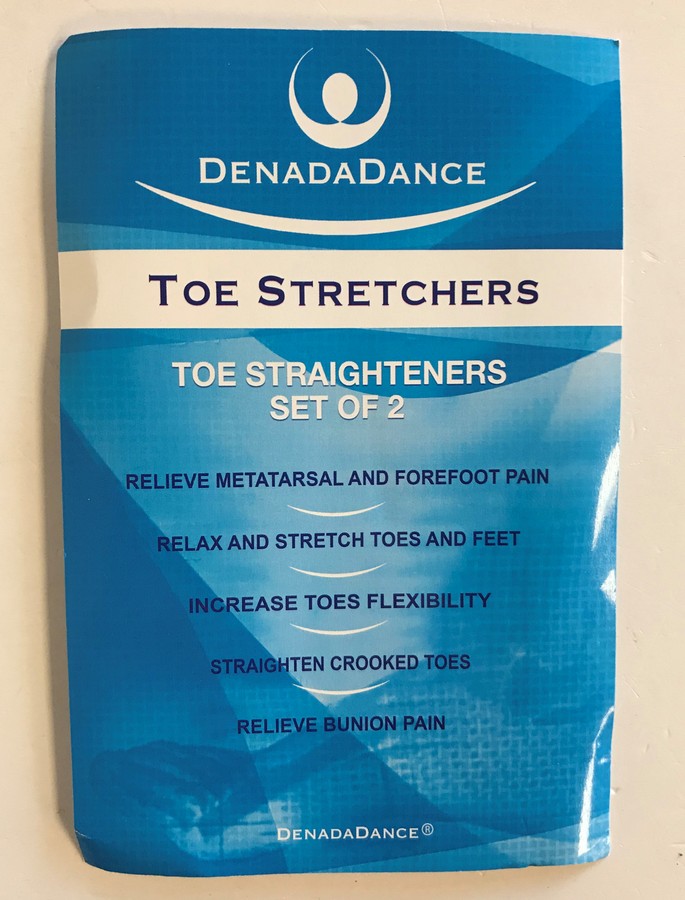 DENADADANCE
TOE STRETCHERS
TOE STRAIGHTENERS
SET OF 2
RELIEVE METATARSAL AND FOREFOOT PAIN
RELAX AND STRETCH TOES AND FEET
INCREASE TOES FLEXIBILITY
STRAIGHTEN CROOKED TOES
RELIEVE BUNION PAIN
DENADADANCE®